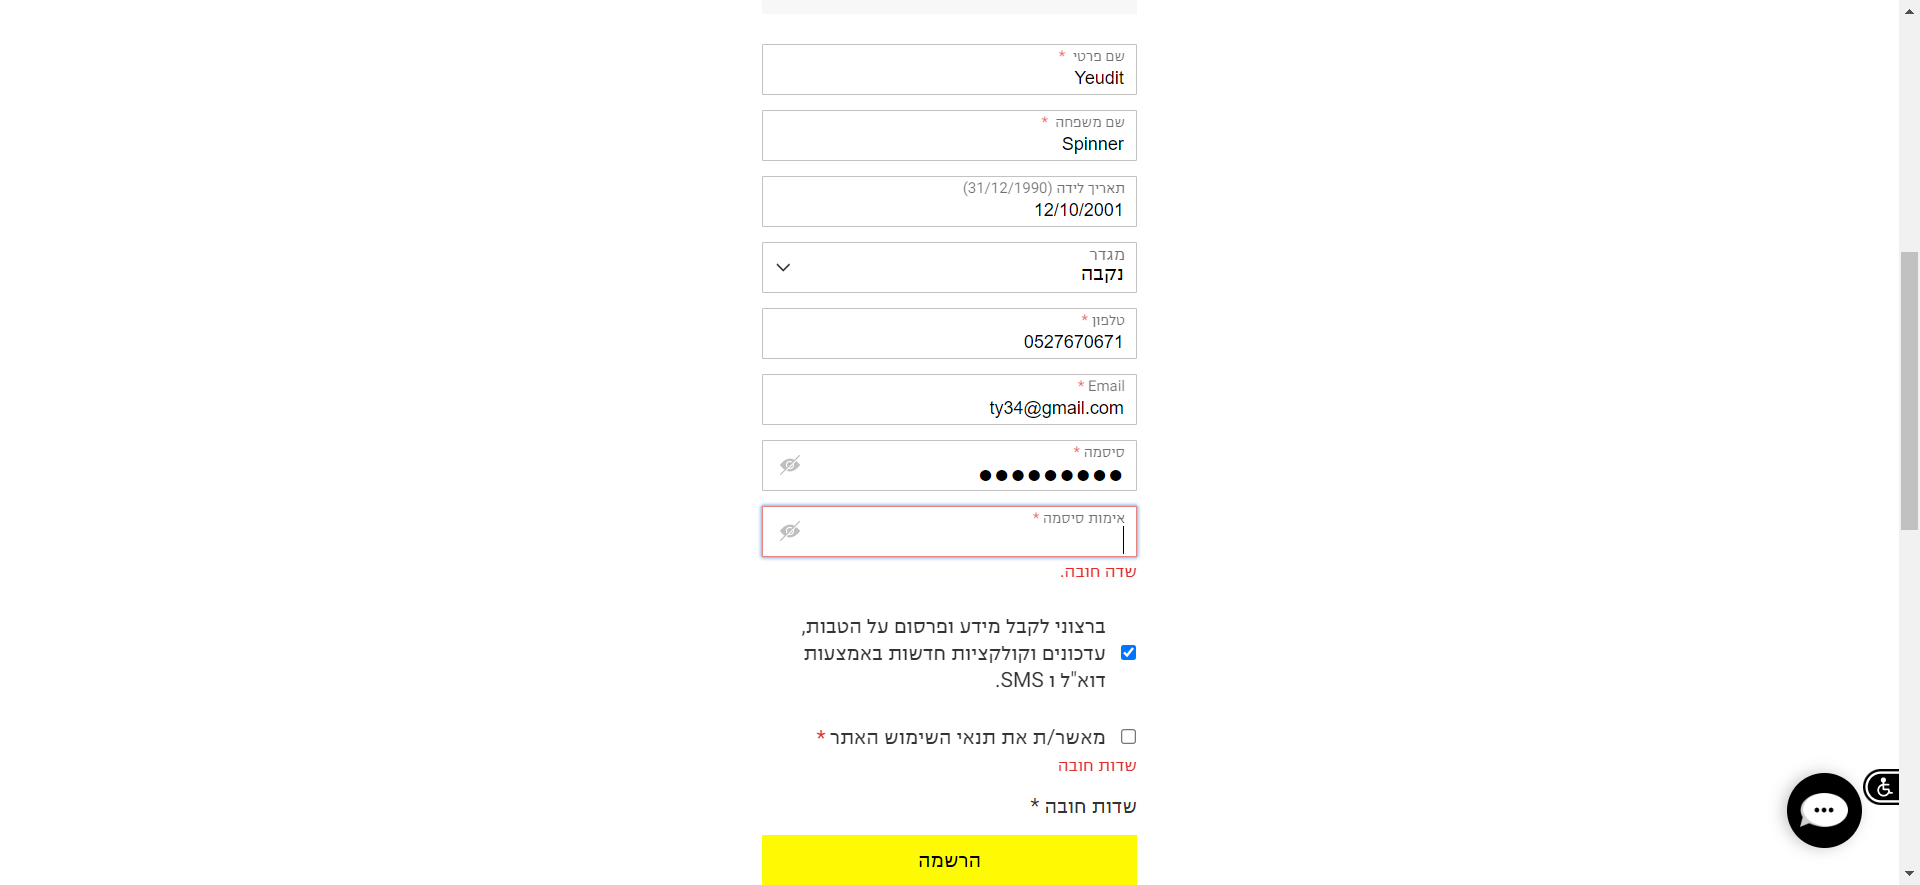 שם פרטי *
Yeudit
שם משפחה *
Spinner
תאריך לידה (31/12/1990)
12/10/2001
מגדר
נקבה
טלפון *
0527670671
Email *
ty34@gmail.com
סיסמה *
●●●●●●●●●
אימות סיסמה *
שדה חובה.
ברצוני לקבל מידע ופרסום על הטבות,
עדכונים וקולקציות חדשות באמצעות
דוא"ל ו SMS.
מאשר/ת את תנאי השימוש האתר *
שדות חובה
שדות חובה *
הרשמה